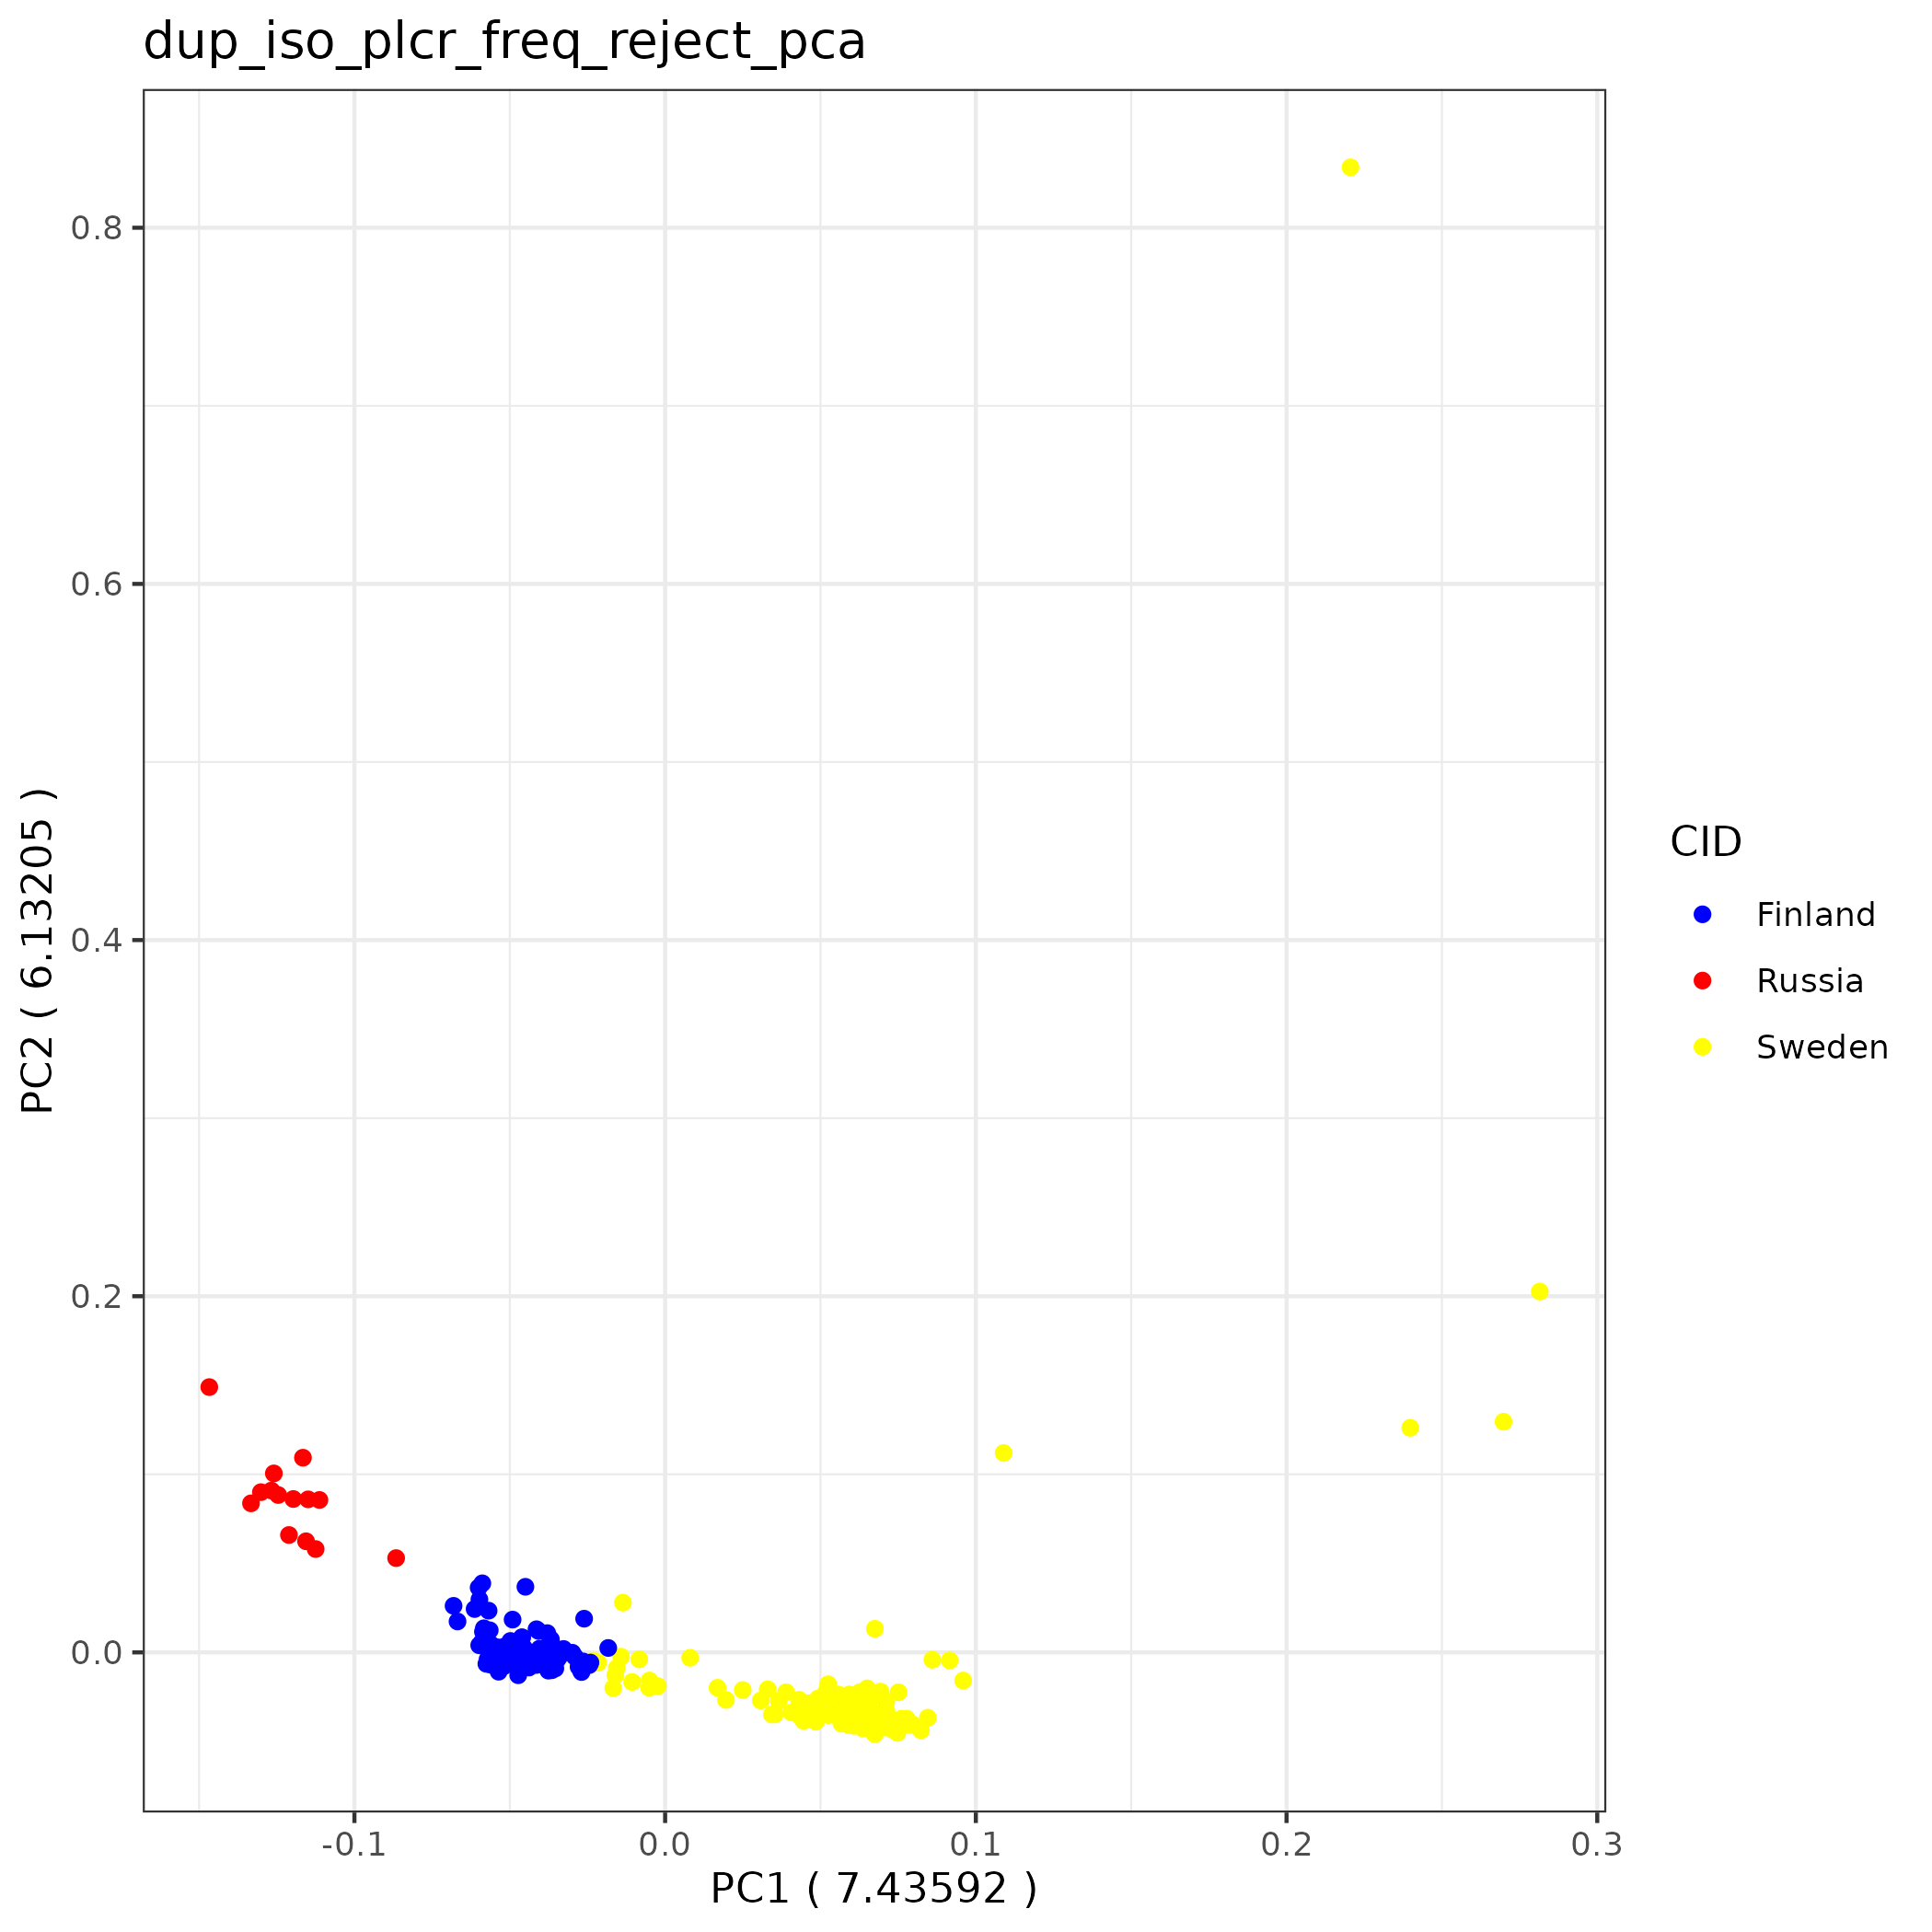 dup_iso_plcr_freq_reject_pca
0.8
0.6
0.4
0.2
0.0
PC2 ( 6.13205 )
-0.1
0.0
0.1
0.2
0.3
PC1 ( 7.43592 )
CID
Finland
Russia
Sweden